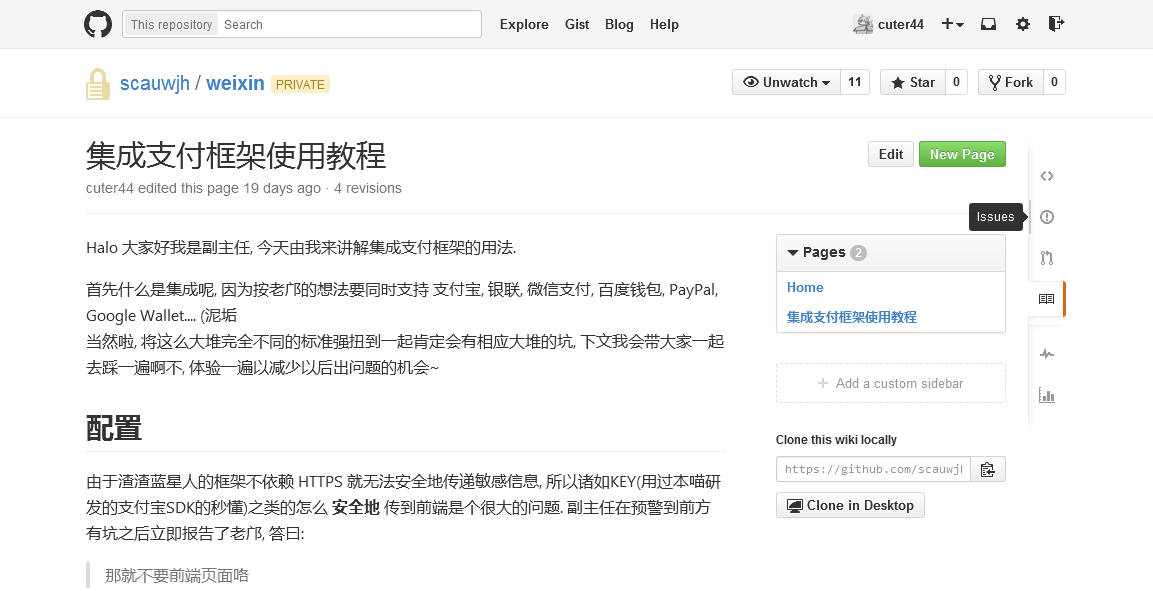 This repository Search Explore Gist Blog Help cuter44
scauwjh / weixin PRIVATE Unwatch 11 Star 0 Fork 0
集成支付框架使用教程
Edit New Page
cuter44 edited this page 19 days ago · 4 revisions
Issues
Halo 大家好我是副主任, 今天由我来讲解集成支付框架的用法.
首先什么是集成呢, 因为按老邝的想法要同时支持 支付宝, 银联, 微信支付, 百度钱包, PayPal,
Google Wallet.... (泥垢
当然啦, 将这么大堆完全不同的标准强扭到一起肯定会有相应大堆的坑, 下文我会带大家一起
去踩一遍啊不, 体验一遍以减少以后出问题的机会~
配置
由于渣渣蓝星人的框架不依赖 HTTPS 就无法安全地传递敏感信息, 所以诸如KEY(用过本喵研
发的支付宝SDK的秒懂)之类的怎么 安全地 传到前端是个很大的问题. 副主任在预警到前方
有坑之后立即报告了老邝, 答曰:
那就不要前端页面咯
Pages 2
Home
集成支付框架使用教程
+ Add a custom sidebar
Clone this wiki locally
https://github.com/scauwjh
Clone in Desktop